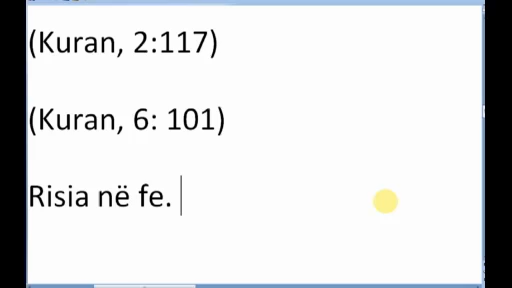 (Kuran, 2:117)
(Kuran, 6: 101)
Risia në fe.